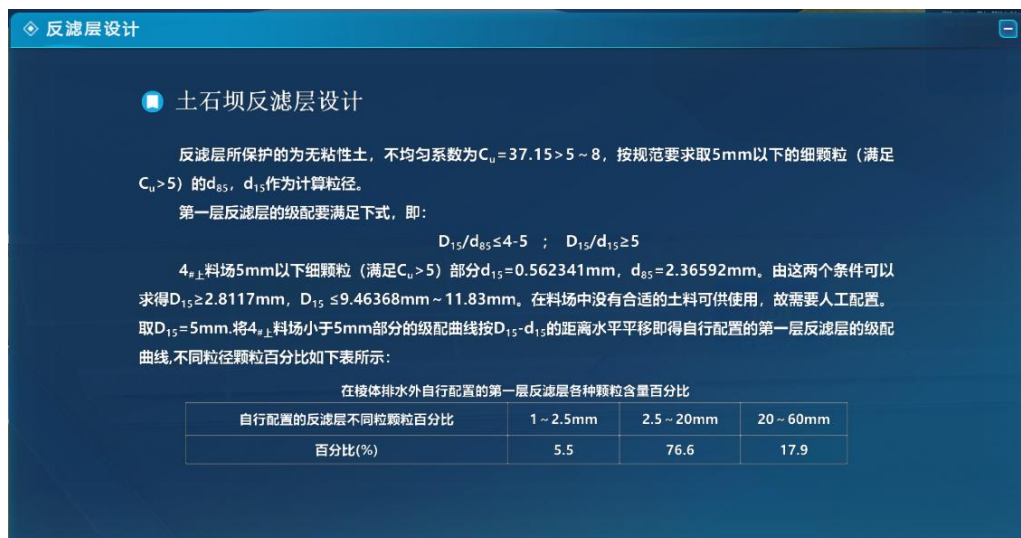 反滤层设计
土石坝反滤层设计
反滤层所保护的为无粘性土，不均匀系数为Cᵤ=37.15>5~8，按规范要求取5mm以下的细颗粒（满足
Cᵤ>5）的d₈₅，d₁₅作为计算粒径。
第一层反滤层的级配要满足下式，即：
D₁₅/d₈₅≤4-5 ； D₁₅/d₁₅≥5
4#上料场5mm以下细颗粒（满足Cᵤ>5）部分d₁₅=0.562341mm，d₈₅=2.36592mm。由这两个条件可以
求得D₁₅≥2.8117mm，D₁₅ ≤9.46368mm~11.83mm。在料场中没有合适的土料可供使用，故需要人工配置。
取D₁₅=5mm.将4#上料场小于5mm部分的级配曲线按D₁₅-d₁₅的距离水平平移即得自行配置的第一层反滤层的级配
曲线,不同粒径颗粒百分比如下表所示：
在棱体排水外自行配置的第一层反滤层各种颗粒含量百分比
自行配置的反滤层不同粒颗粒百分比 1~2.5mm 2.5~20mm 20~60mm
百分比(%) 5.5 76.6 17.9